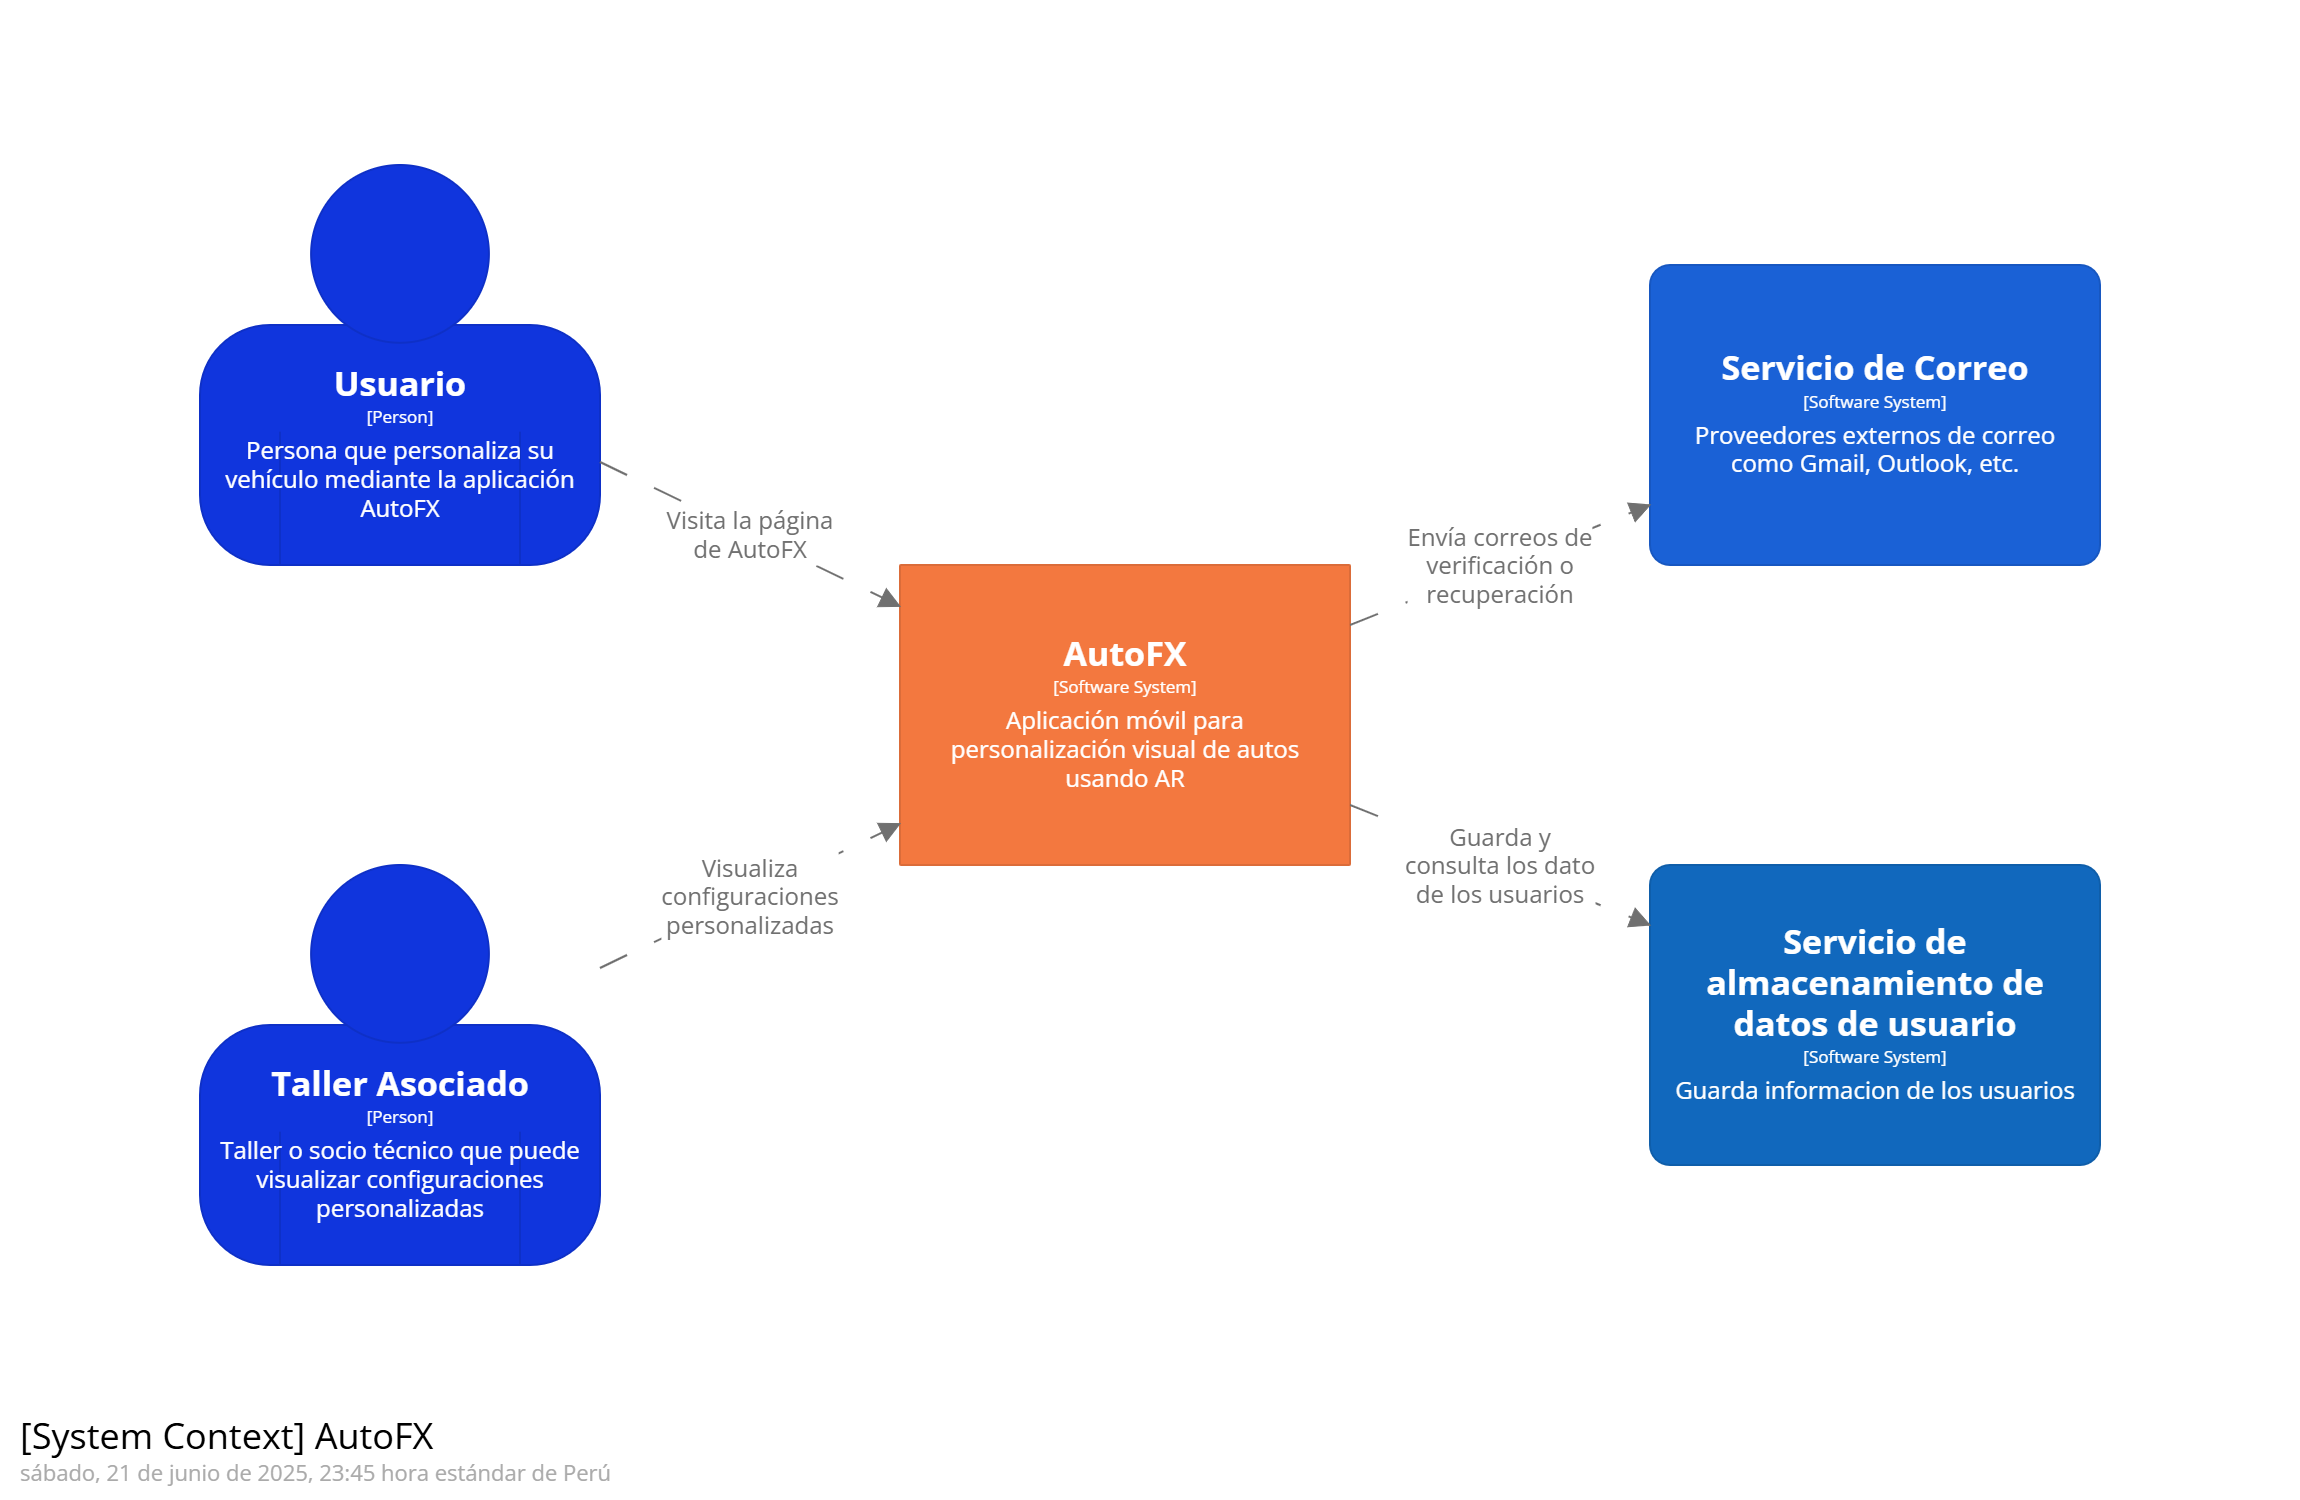 Usuario
[Person]
Persona que personaliza su
vehículo mediante la aplicación
AutoFX
Visita la página
de AutoFX
Taller Asociado
[Person]
Taller o socio técnico que puede
visualizar configuraciones
personalizadas
Visualiza
configuraciones
personalizadas
AutoFX
[Software System]
Aplicación móvil para
personalización visual de autos
usando AR
Envía correos de
verificación o
recuperación
Servicio de Correo
[Software System]
Proveedores externos de correo
como Gmail, Outlook, etc.
Guarda y
consulta los dato
de los usuarios
Servicio de
almacenamiento de
datos de usuario
[Software System]
Guarda informacion de los usuarios
[System Context] AutoFX
sábado, 21 de junio de 2025, 23:45 hora estándar de Perú